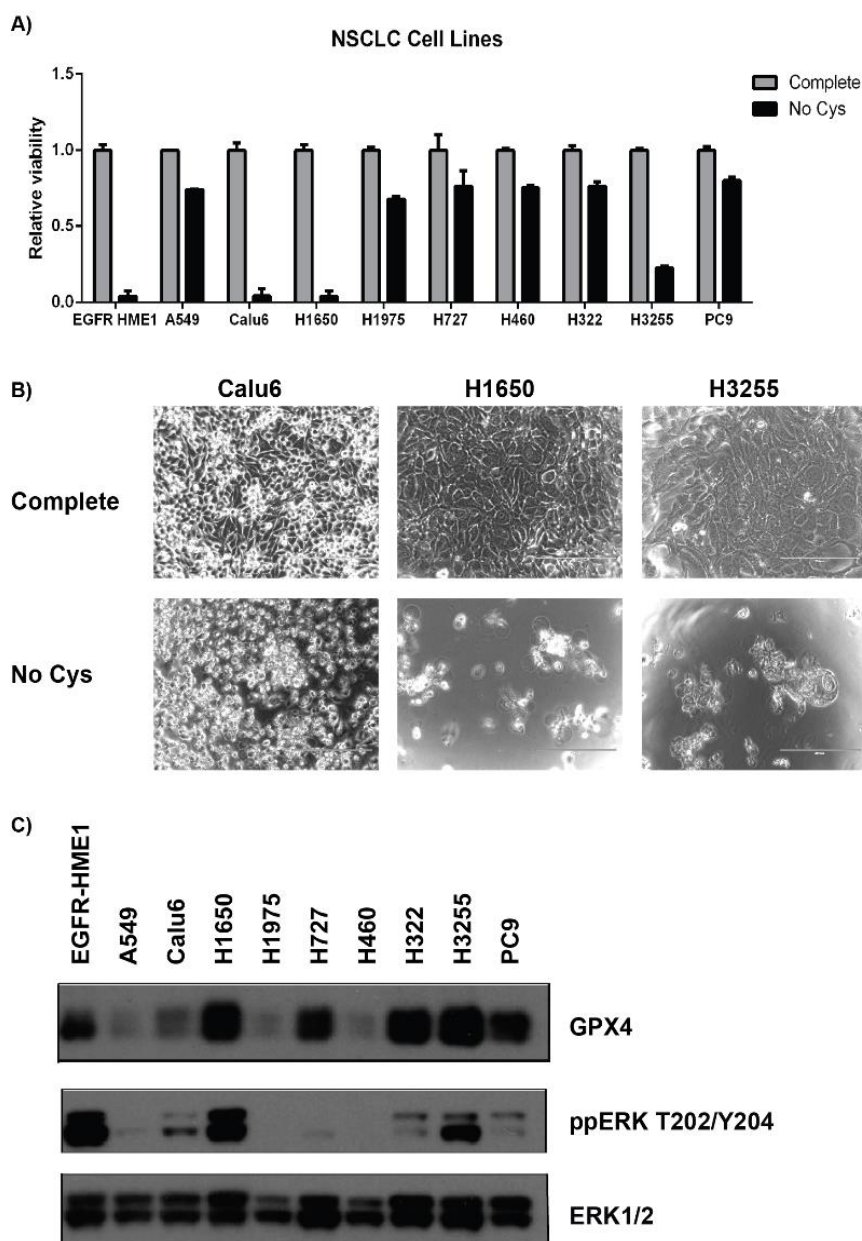 A)
NSCLC Cell Lines
Complete
No Cys
Relative viability
1.5
1.0
0.5
0.0
EGFR HME1 A549 Calu6 H1650 H1975 H727 H460 H322 H3255 PC9
B)
Calu6 H1650 H3255
Complete
No Cys
C)
EGFR-HME1 A549 Calu6 H1650 H1975 H727 H460 H322 H3255 PC9
GPX4
ppERK T202/Y204
ERK1/2